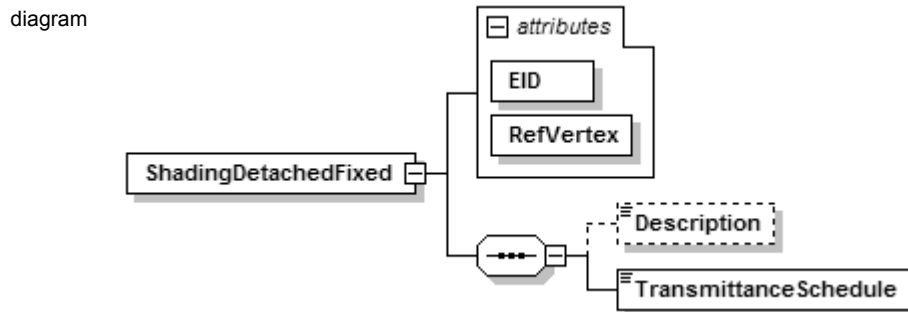 diagram
attributes
EID
RefVertex
ShadingDetachedFixed
Description
TransmittanceSchedule